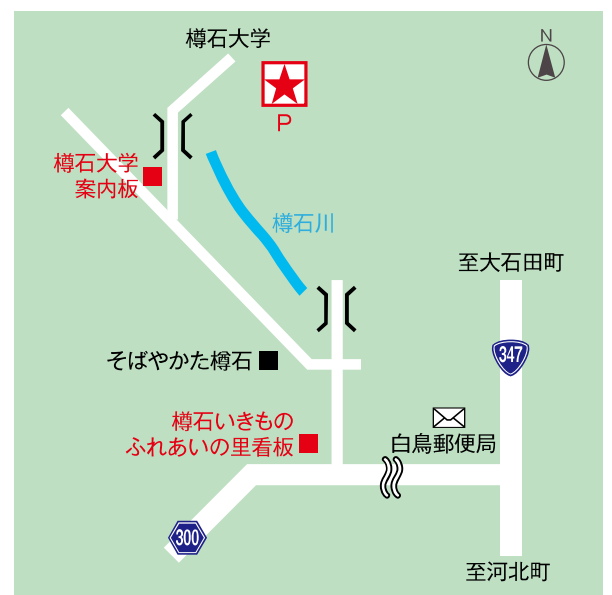 樽石大学
N
P
樽石大学
案内板
樽石川
至大石田町
347
そばやかた樽石
樽石いきもの
ふれあいの里看板
白鳥郵便局
300
至河北町